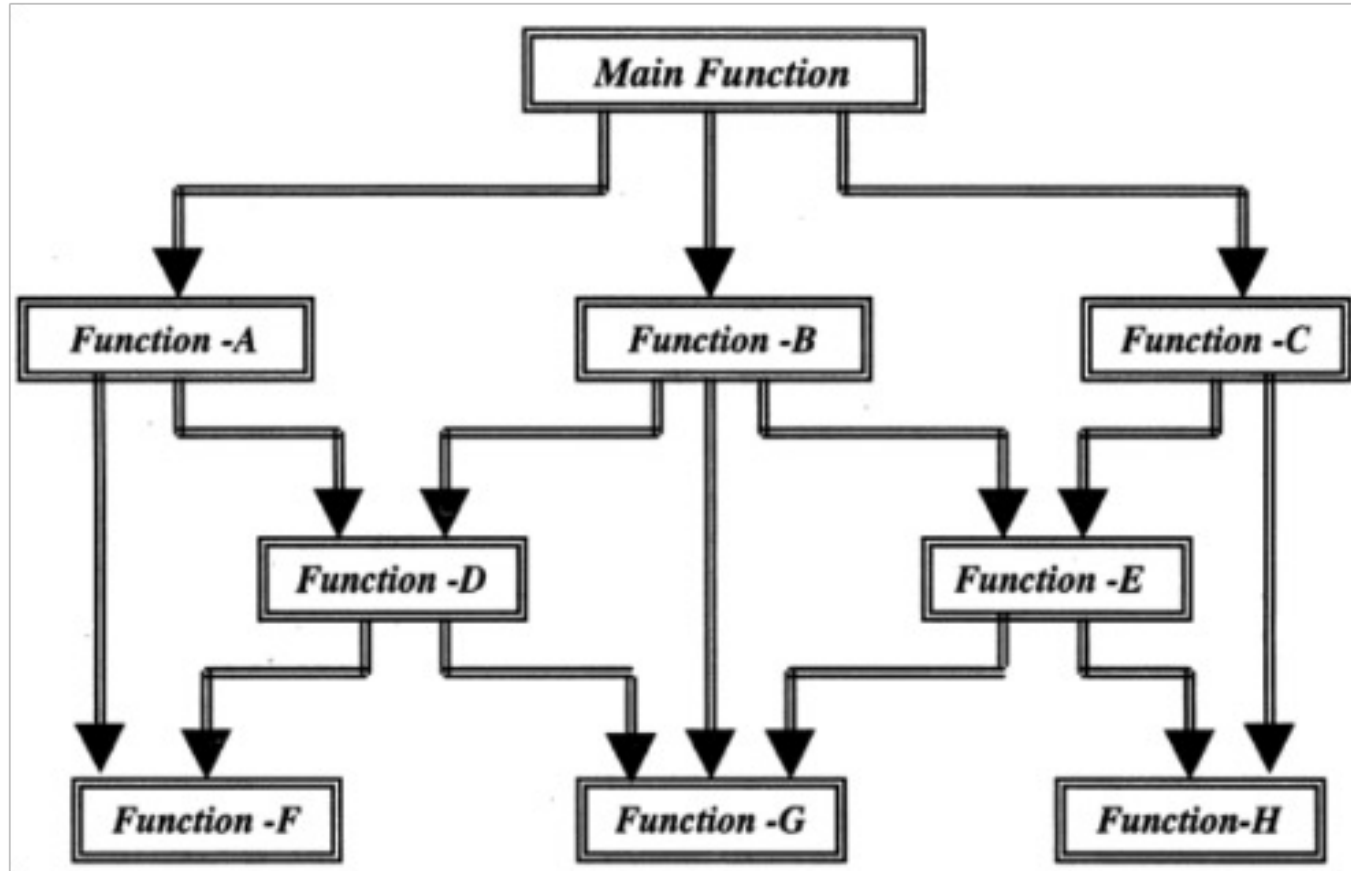 Main Function
Function -A
Function -B
Function -C
Function -D
Function -E
Function -F
Function -G
Function-H